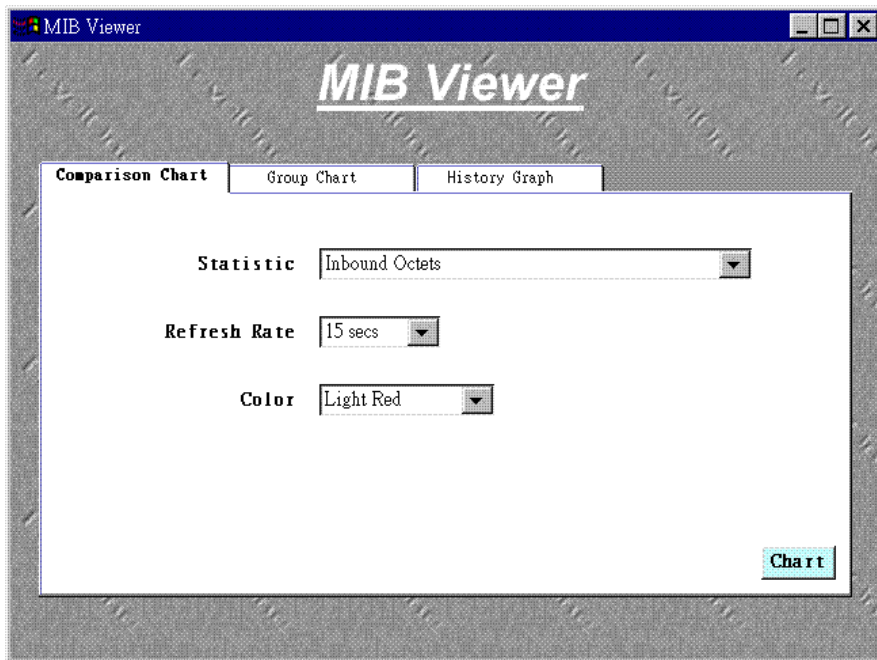 MIB Viewer
MIB Viewer
Comparison Chart
Group Chart
History Graph
Statistic
Inbound Octets
Refresh Rate
15 secs
Color
Light Red
Chart